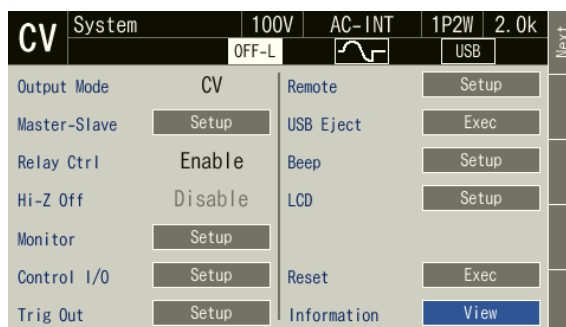 CV System 100V AC-INT 1P2W 2.0k Next
OFF-L USB
Output Mode CV Remote Setup
Master-Slave Setup USB Eject Exec
Relay Ctrl Enable Beep Setup
Hi-Z Off Disable LCD Setup
Monitor Setup
Control I/O Setup Reset Exec
Trig Out Setup Information View